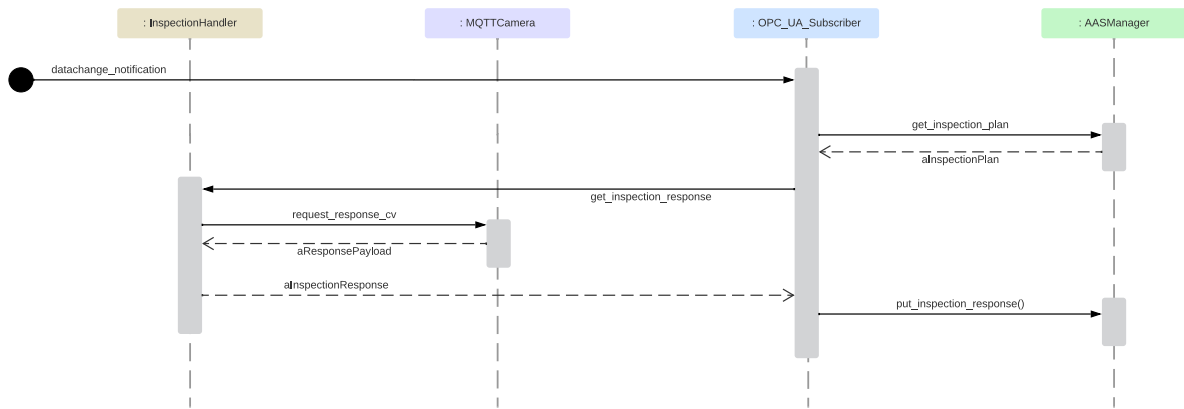 : InspectionHandler
: MQTTCamera
: OPC_UA_Subscriber
: AASManager
datachange_notification
get_inspection_plan
aInspectionPlan
get_inspection_response
request_response_cv
aResponsePayload
aInspectionResponse
put_inspection_response()